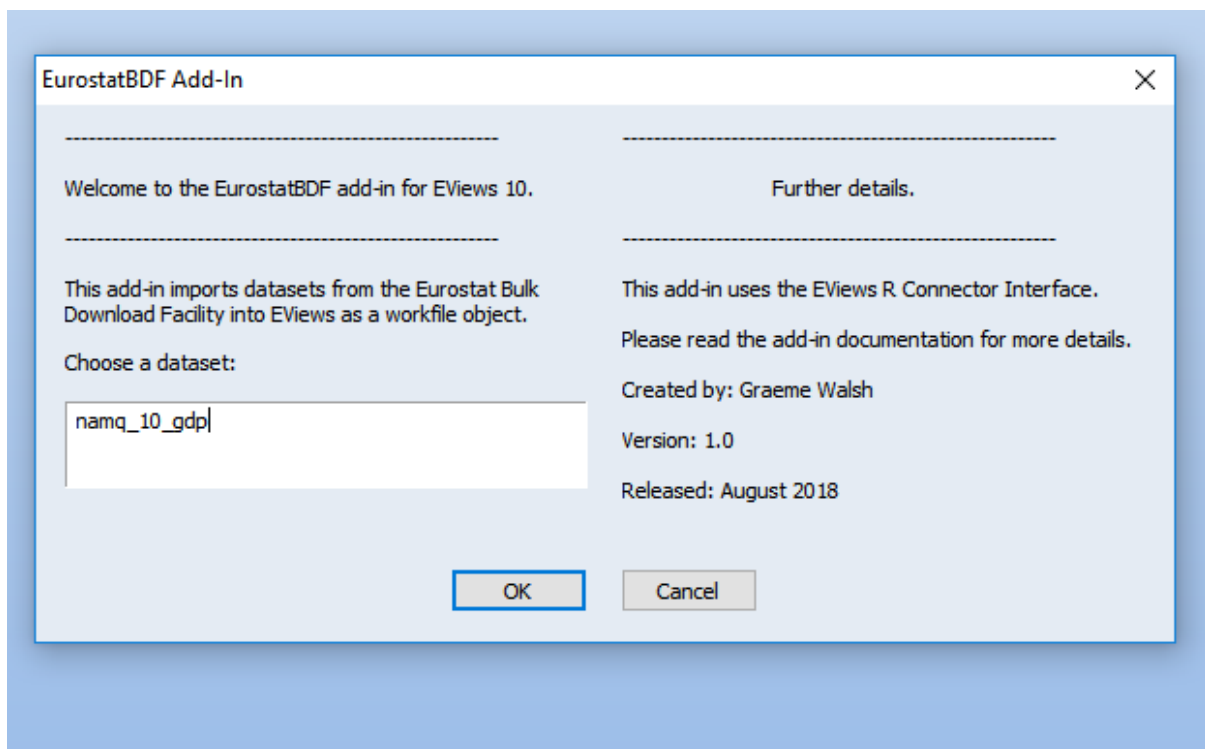 EurostatBDF Add-In
-------------------------------------------------------
Welcome to the EurostatBDF add-in for EViews 10.
-------------------------------------------------------
This add-in imports datasets from the Eurostat Bulk
Download Facility into EViews as a workfile object.
Choose a dataset:
namq_10_gdp
-------------------------------------------------------
Further details.
-------------------------------------------------------
This add-in uses the EViews R Connector Interface.
Please read the add-in documentation for more details.
Created by: Graeme Walsh
Version: 1.0
Released: August 2018
OK
Cancel